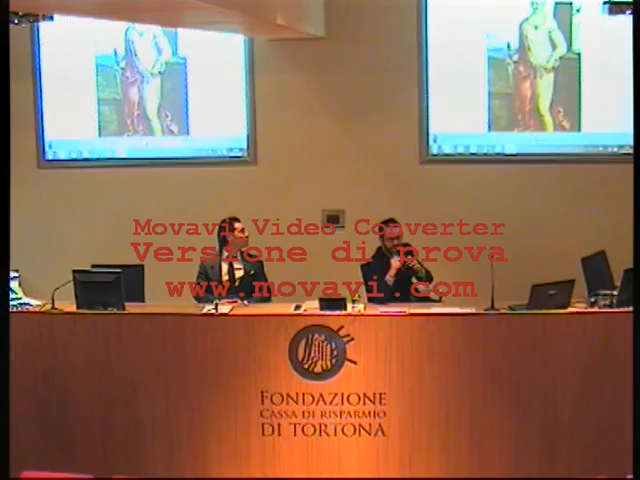 Movavi Video Converter
Versione di prova
www.movavi.com
FONDAZIONE
CASSA DI RISPARMIO
DI TORTONA